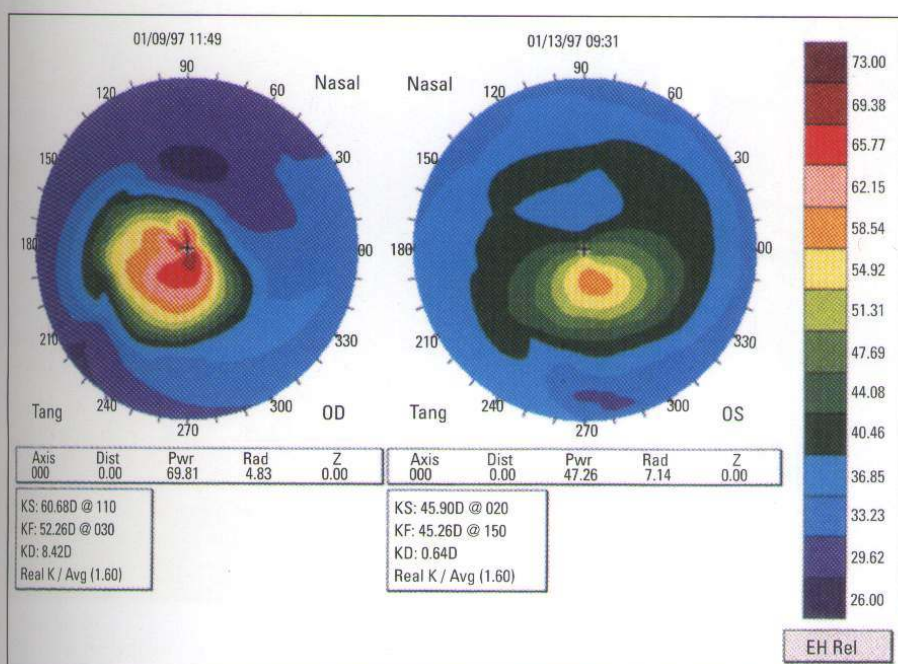 01/09/97 11:49
90
120
60
Nasal
150
30
180
00
210
330
240
300
270
Tang
OD
01/13/97 09:31
90
Nasal
120
60
150
30
180
00
210
330
240
300
270
Tang
OS
Axis Dist Pwr Rad Z
000 0.00 69.81 4.83 0.00
KS: 60.68D @ 110
KF: 52.26D @ 030
KD: 8.42D
Real K / Avg (1.60)
Axis Dist Pwr Rad Z
000 0.00 47.26 7.14 0.00
KS: 45.90D @ 020
KF: 45.26D @ 150
KD: 0.64D
Real K / Avg (1.60)
73.00
69.38
65.77
62.15
58.54
54.92
51.31
47.69
44.08
40.46
36.85
33.23
29.62
26.00
EH Rel